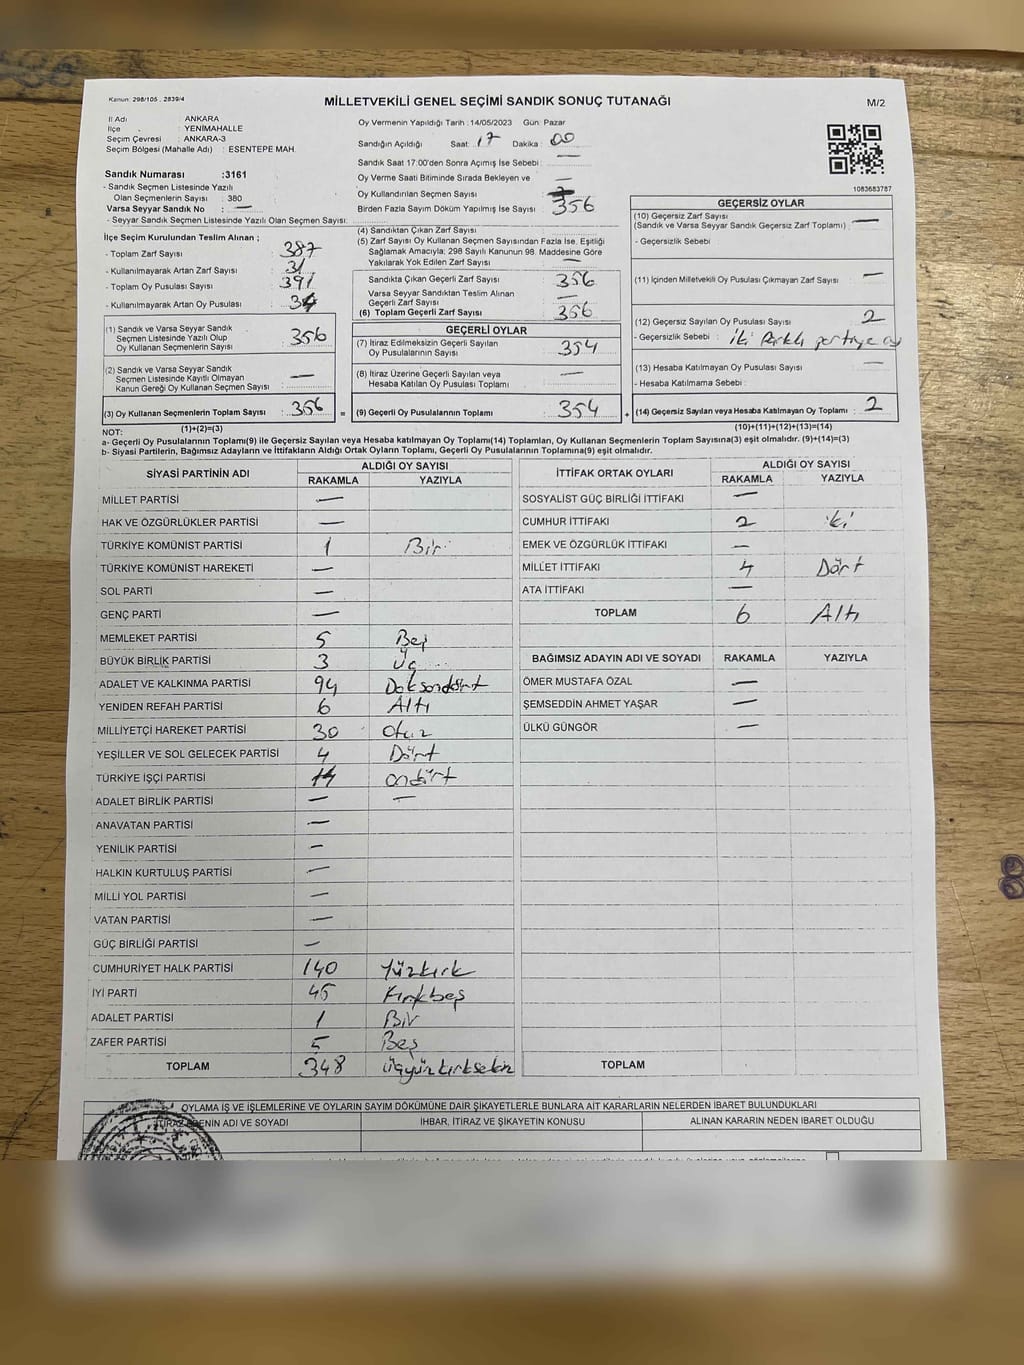 Kanun: 298/105 , 2839/4
MİLLETVEKİLİ GENEL SEÇİMİ SANDIK SONUÇ TUTANAĞI
M/2
İl Adı : ANKARA
İlçe : YENİMAHALLE
Seçim Çevresi : ANKARA-3
Seçim Bölgesi (Mahalle Adı) : ESENTEPE MAH.
Sandık Numarası :3161
- Sandık Seçmen Listesinde Yazılı
Olan Seçmenlerin Sayısı : 380
Varsa Seyyar Sandık No : —
- Seyyar Sandık Seçmen Listesinde Yazılı Olan Seçmen Sayısı:
Oy Vermenin Yapıldığı Tarih :14/05/2023 Gün: Pazar
Sandığın Açıldığı Saat: 17 Dakika : 00
Sandık Saat 17:00'den Sonra Açımış İse Sebebi : —
Oy Verme Saati Bitiminde Sırada Bekleyen ve
Oy Kullandırılan Seçmen Sayısı : —
Birden Fazla Sayım Döküm Yapılmış İse Sayısı : 356
1083683787
İlçe Seçim Kurulundan Teslim Alınan ;
- Toplam Zarf Sayısı : 387
- Kullanılmayarak Artan Zarf Sayısı : 31
- Toplam Oy Pusulası Sayısı : 391
- Kullanılmayarak Artan Oy Pusulası :
(1) Sandık ve Varsa Seyyar Sandık
Seçmen Listesinde Yazılı Olup
Oy Kullanan Seçmenlerin Sayısı : 356
(2) Sandık ve Varsa Seyyar Sandık
Seçmen Listesinde Kayıtlı Olmayan
Kanun Gereği Oy Kullanan Seçmen Sayısı : —
(3) Oy Kullanan Seçmenlerin Toplam Sayısı : 356 =
(1)+(2)=(3)
(4) Sandıktan Çıkan Zarf Sayısı :
(5) Zarf Sayısı Oy Kullanan Seçmen Sayısından Fazla İse, Eşitliği
Sağlamak Amacıyla; 298 Sayılı Kanunun 98. Maddesine Göre
Yakılarak Yok Edilen Zarf Sayısı : —
Sandıkta Çıkan Geçerli Zarf Sayısı : 356
Varsa Seyyar Sandıktan Teslim Alınan
Geçerli Zarf Sayısı : —
(6) Toplam Geçerli Zarf Sayısı : 356
GEÇERLİ OYLAR
(7) İtiraz Edilmeksizin Geçerli Sayılan
Oy Pusulalarının Sayısı : 354
(8) İtiraz Üzerine Geçerli Sayılan veya
Hesaba Katılan Oy Pusulası Toplamı : —
(9) Geçerli Oy Pusulalarının Toplamı : 354 +
GEÇERSİZ OYLAR
(10) Geçersiz Zarf Sayısı : —
(Sandık ve Varsa Seyyar Sandık Geçersiz Zarf Toplamı)
- Geçersizlik Sebebi :
(11) İçinden Milletvekili Oy Pusulası Çıkmayan Zarf Sayısı : —
(12) Geçersiz Sayılan Oy Pusulası Sayısı : 2
- Geçersizlik Sebebi : İki farklı partiye oy
(13) Hesaba Katılmayan Oy Pusulası Sayısı : —
- Hesaba Katılmama Sebebi :
(14) Geçersiz Sayılan veya Hesaba Katılmayan Oy Toplamı : 2
(10)+(11)+(12)+(13)=(14)
NOT:
a- Geçerli Oy Pusulalarının Toplamı(9) ile Geçersiz Sayılan veya Hesaba katılmayan Oy Toplamı(14) Toplamları, Oy Kullanan Seçmenlerin Toplam Sayısına(3) eşit olmalıdır. (9)+(14)=(3)
b- Siyasi Partilerin, Bağımsız Adayların ve İttifakların Aldığı Ortak Oyların Toplamı, Geçerli Oy Pusulalarının Toplamına(9) eşit olmalıdır.
SİYASİ PARTİNİN ADI ALDIĞI OY SAYISI
RAKAMLA YAZIYLA
MİLLET PARTİSİ —
HAK VE ÖZGÜRLÜKLER PARTİSİ —
TÜRKİYE KOMÜNİST PARTİSİ 1 Bir
TÜRKİYE KOMÜNİST HAREKETİ —
SOL PARTİ —
GENÇ PARTİ —
MEMLEKET PARTİSİ 5 Beş
BÜYÜK BİRLİK PARTİSİ 3 Üç
ADALET VE KALKINMA PARTİSİ 94 Doksandört
YENİDEN REFAH PARTİSİ 6 Altı
MİLLİYETÇİ HAREKET PARTİSİ 30 Otuz
YEŞİLLER VE SOL GELECEK PARTİSİ 4 Dört
TÜRKİYE İŞÇİ PARTİSİ 14 Ondört
ADALET BİRLİK PARTİSİ — —
ANAVATAN PARTİSİ —
YENİLİK PARTİSİ —
HALKIN KURTULUŞ PARTİSİ —
MİLLİ YOL PARTİSİ —
VATAN PARTİSİ —
GÜÇ BİRLİĞİ PARTİSİ —
CUMHURİYET HALK PARTİSİ 140 Yüzkırk
İYİ PARTİ 45 Kırkbeş
ADALET PARTİSİ 1 Bir
ZAFER PARTİSİ 5 Beş
TOPLAM 348 Üçyüzkırksekiz
İTTİFAK ORTAK OYLARI ALDIĞI OY SAYISI
RAKAMLA YAZIYLA
SOSYALİST GÜÇ BİRLİĞİ İTTİFAKI —
CUMHUR İTTİFAKI 2 İki
EMEK VE ÖZGÜRLÜK İTTİFAKI —
MİLLET İTTİFAKI 4 Dört
ATA İTTİFAKI —
TOPLAM 6 Altı
BAĞIMSIZ ADAYIN ADI VE SOYADI RAKAMLA YAZIYLA
ÖMER MUSTAFA ÖZAL —
ŞEMSEDDİN AHMET YAŞAR —
ÜLKÜ GÜNGÖR —
TOPLAM
OYLAMA İŞ VE İŞLEMLERİNE VE OYLARIN SAYIM DÖKÜMÜNE DAİR ŞİKAYETLERLE BUNLARA AİT KARARLARIN NELERDEN İBARET BULUNDUKLARI
İTİRAZ EDENİN ADI VE SOYADI İHBAR, İTİRAZ VE ŞİKAYETİN KONUSU ALINAN KARARIN NEDEN İBARET OLDUĞU